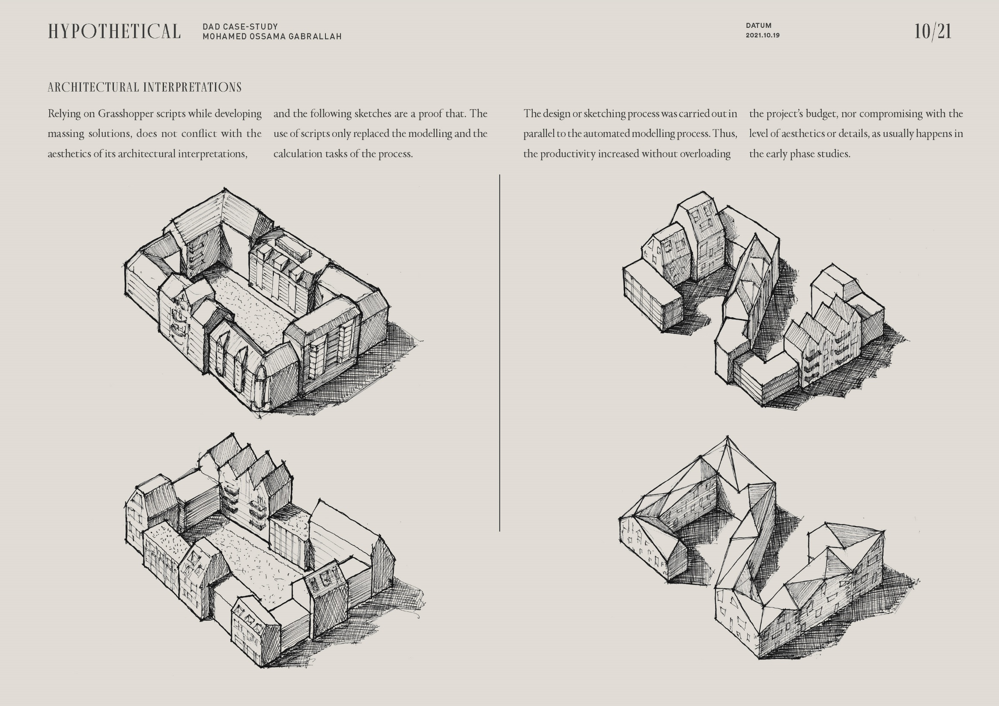 HYPOTHETICAL
DAD CASE-STUDY
MOHAMED OSSAMA GABRALLAH
DATUM
2021.10.19
10/21
ARCHITECTURAL INTERPRETATIONS
Relying on Grasshopper scripts while developing
massing solutions, does not conflict with the
aesthetics of its architectural interpretations,
and the following sketches are a proof that. The
use of scripts only replaced the modelling and the
calculation tasks of the process.
The design or sketching process was carried out in
parallel to the automated modelling process. Thus,
the productivity increased without overloading
the project’s budget, nor compromising with the
level of aesthetics or details, as usually happens in
the early phase studies.